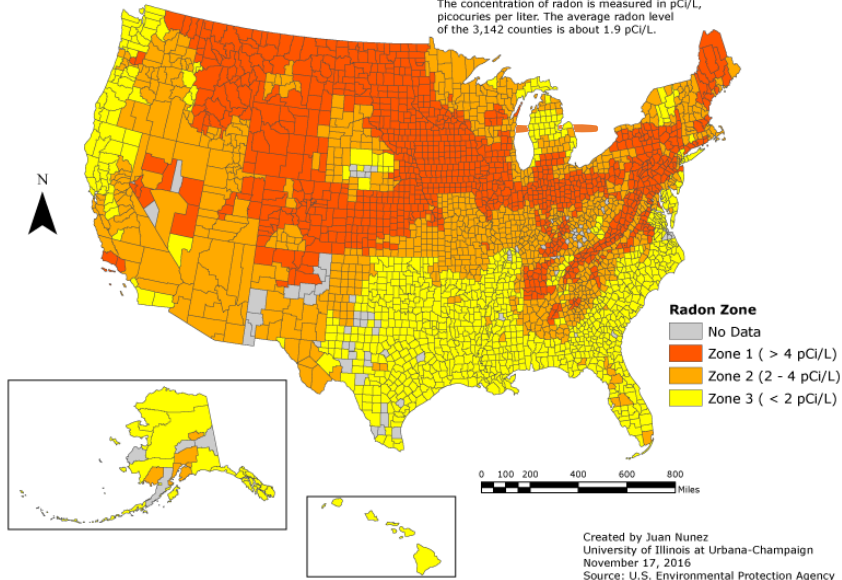 The concentration of radon is measured in pCi/L,
picocuries per liter. The average radon level
of the 3,142 counties is about 1.9 pCi/L.
N
Radon Zone
No Data
Zone 1 ( > 4 pCi/L)
Zone 2 (2 - 4 pCi/L)
Zone 3 ( < 2 pCi/L)
0 100 200 400 600 800
Miles
Created by Juan Nunez
University of Illinois at Urbana-Champaign
November 17, 2016
Source: U.S. Environmental Protection Agency